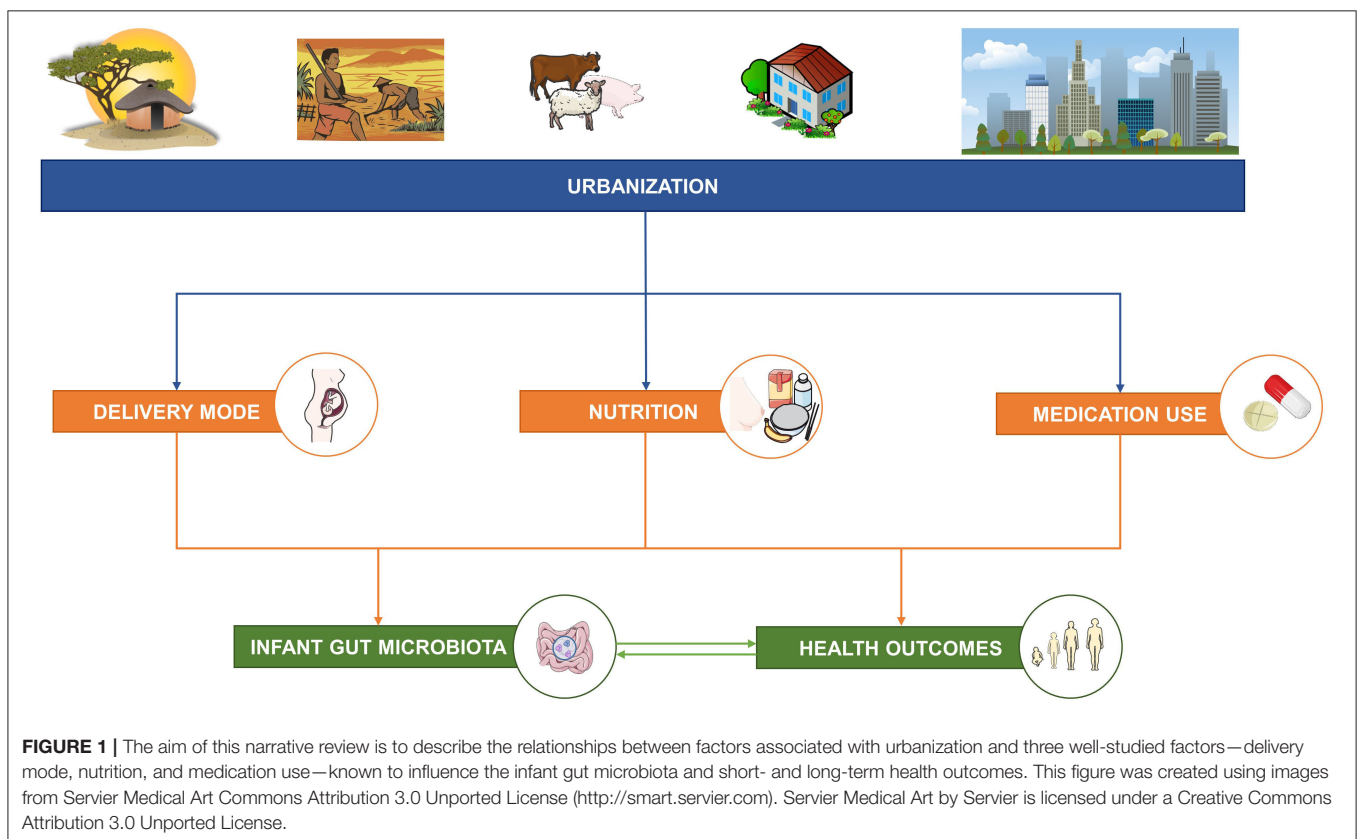 URBANIZATION
DELIVERY MODE
NUTRITION
MEDICATION USE
INFANT GUT MICROBIOTA
HEALTH OUTCOMES
FIGURE 1 | The aim of this narrative review is to describe the relationships between factors associated with urbanization and three well-studied factors—delivery
mode, nutrition, and medication use—known to influence the infant gut microbiota and short- and long-term health outcomes. This figure was created using images
from Servier Medical Art Commons Attribution 3.0 Unported License (http://smart.servier.com). Servier Medical Art by Servier is licensed under a Creative Commons
Attribution 3.0 Unported License.